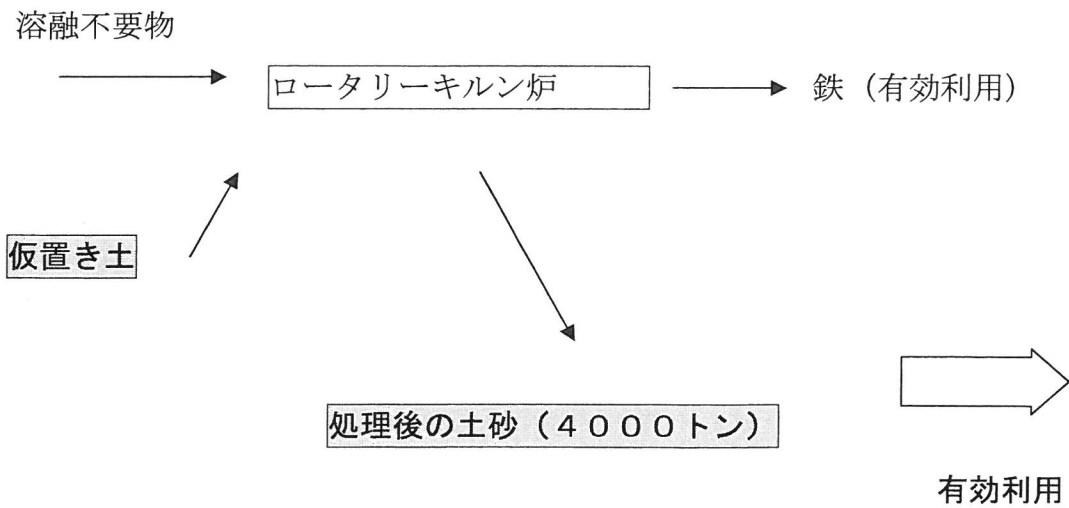 溶融不要物
ロータリーキルン炉
鉄（有効利用）
仮置き土
処理後の土砂（４０００トン）
有効利用